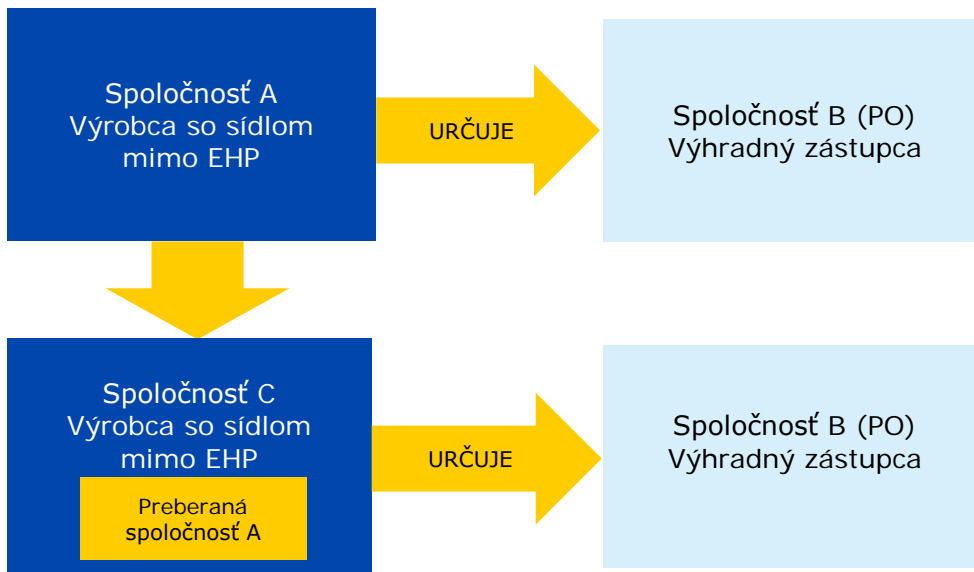 Spoločnosť A
Výrobca so sídlom
mimo EHP
URČUJE
Spoločnosť B (PO)
Výhradný zástupca
Spoločnosť C
Výrobca so sídlom
mimo EHP
Preberaná
spoločnosť A
URČUJE
Spoločnosť B (PO)
Výhradný zástupca